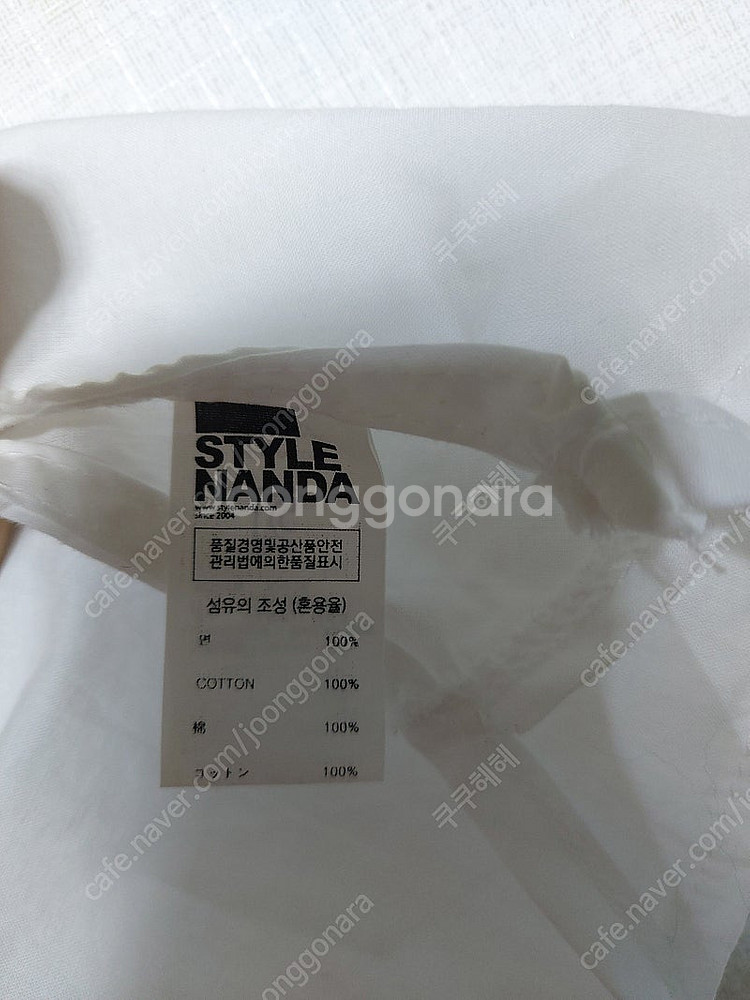 STYLE
NANDA
www.stylenanda.com
since 2004
품질경영및공산품안전
관리법에의한품질표시
섬유의 조성 (혼용율)
면 100%
COTTON 100%
棉 100%
コットン 100%
joonggonara
쿠쿠혜혜
cafe.naver.com/joonggonara